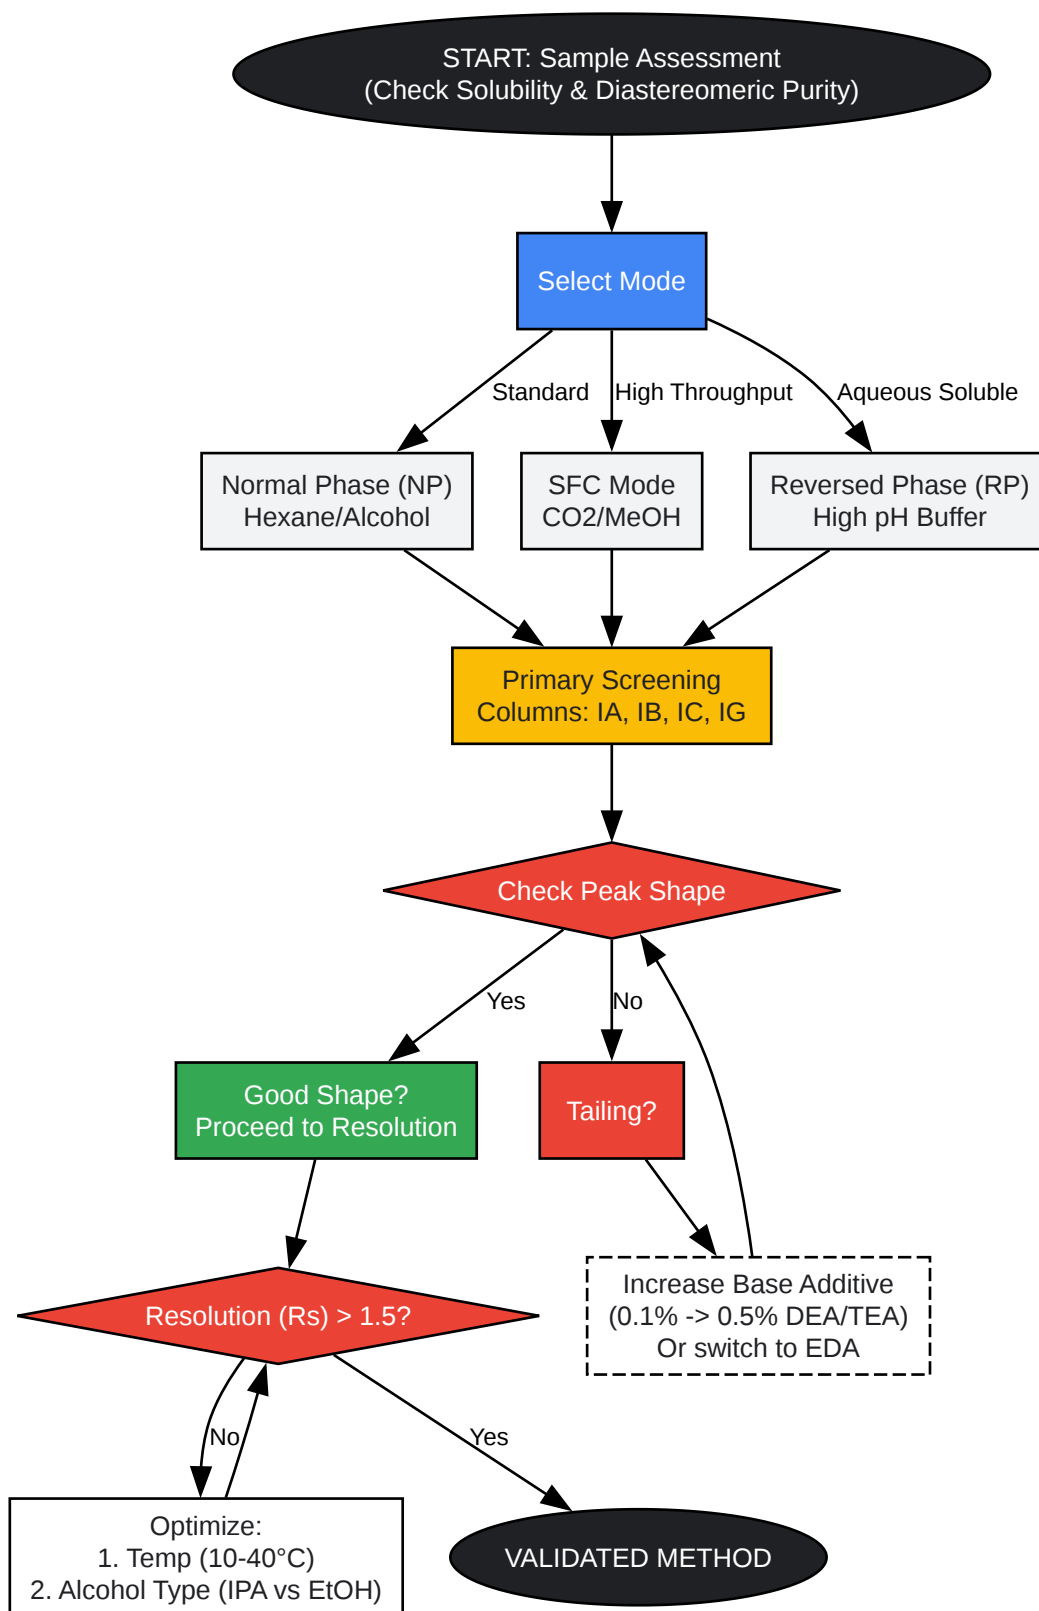 START: Sample Assessment
(Check Solubility & Diastereomeric Purity)
Select Mode
Standard
High Throughput
Aqueous Soluble
Normal Phase (NP)
Hexane/Alcohol
SFC Mode
CO2/MeOH
Reversed Phase (RP)
High pH Buffer
Primary Screening
Columns: IA, IB, IC, IG
Check Peak Shape
Yes
No
Good Shape?
Proceed to Resolution
Tailing?
Increase Base Additive
(0.1% -> 0.5% DEA/TEA)
Or switch to EDA
Resolution (Rs) > 1.5?
No
Yes
Optimize:
1. Temp (10-40°C)
2. Alcohol Type (IPA vs EtOH)
VALIDATED METHOD